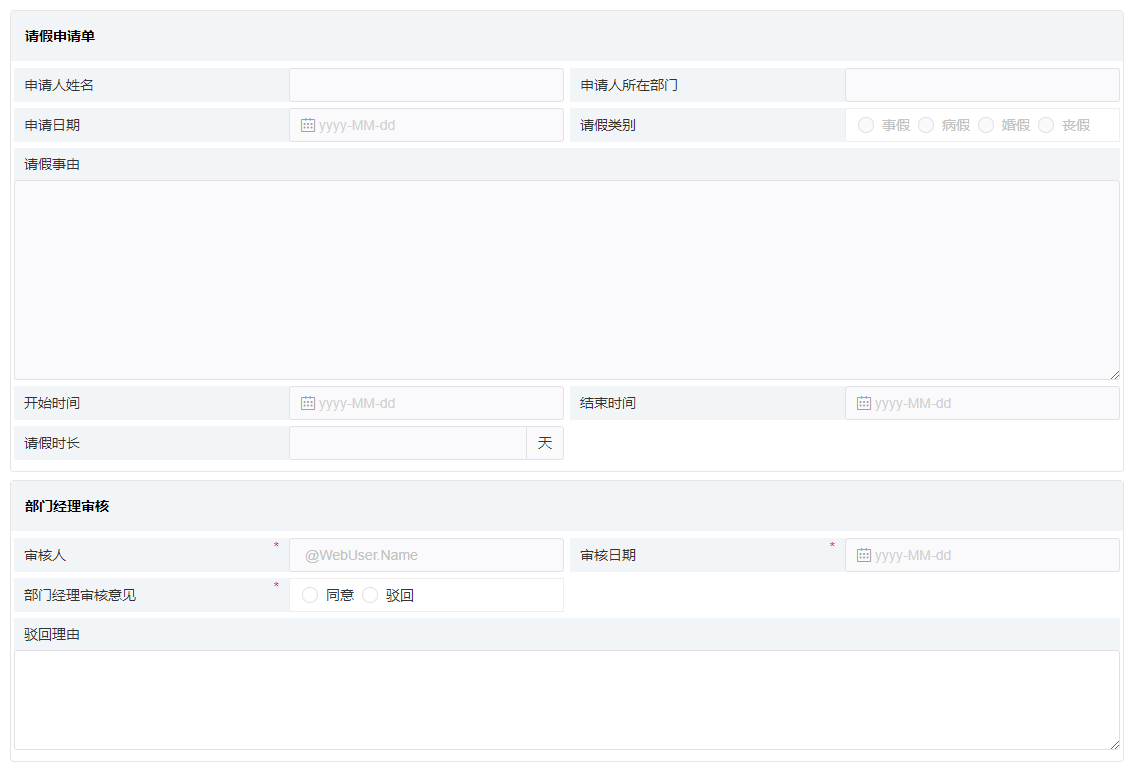 请假申请单
申请人姓名 申请人所在部门
申请日期 yyyy-MM-dd 请假类别 事假 病假 婚假 丧假
请假事由
开始时间 yyyy-MM-dd 结束时间 yyyy-MM-dd
请假时长 天
部门经理审核
审核人 * @WebUser.Name 审核日期 * yyyy-MM-dd
部门经理审核意见 * 同意 驳回
驳回理由